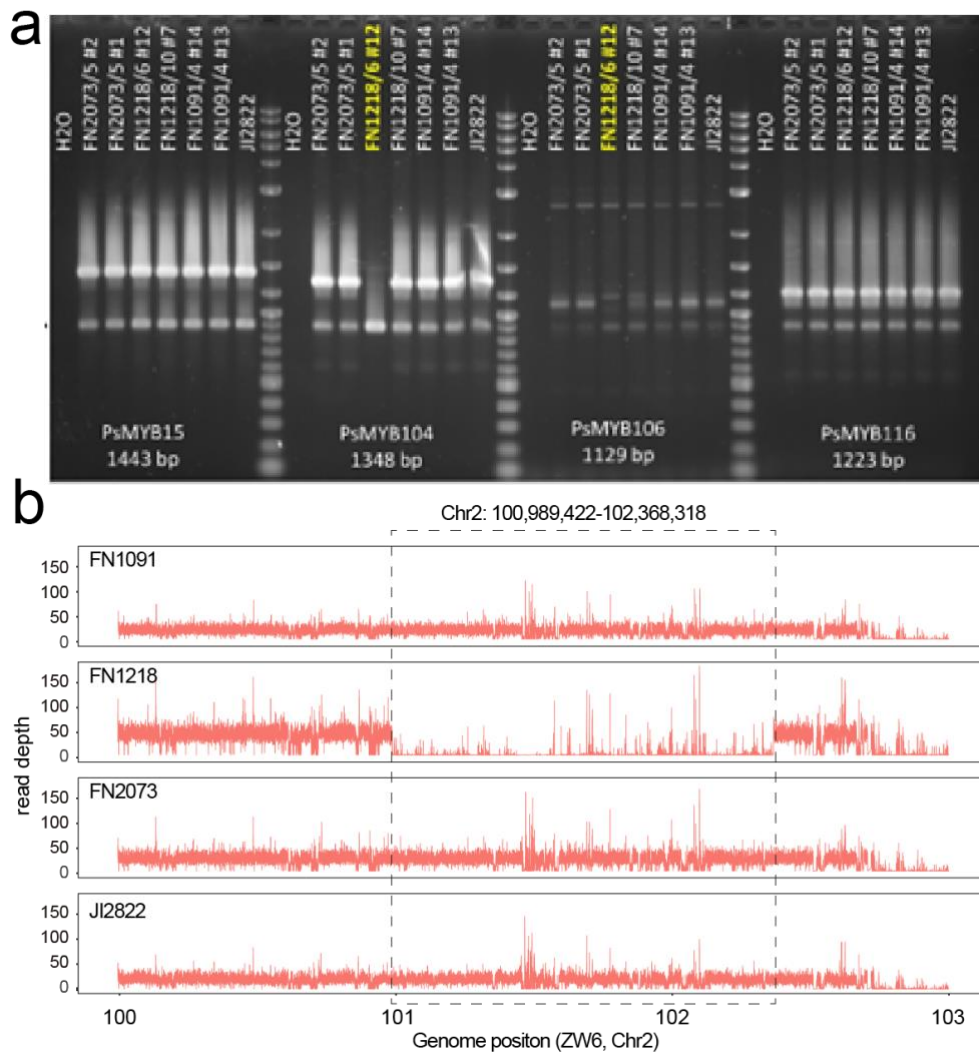 a
H2O
FN2073/5 #2
FN2073/5 #1
FN1218/6 #12
FN1218/10 #7
FN1091/4 #14
FN1091/4 #13
JI2822
H2O
FN2073/5 #2
FN2073/5 #1
FN1218/6 #12
FN1218/10 #7
FN1091/4 #14
FN1091/4 #13
JI2822
H2O
FN2073/5 #2
FN2073/5 #1
FN1218/6 #12
FN1218/10 #7
FN1091/4 #14
FN1091/4 #13
JI2822
H2O
FN2073/5 #2
FN2073/5 #1
FN1218/6 #12
FN1218/10 #7
FN1091/4 #14
FN1091/4 #13
JI2822
PsMYB15
1443 bp
PsMYB104
1348 bp
PsMYB106
1129 bp
PsMYB116
1223 bp
b
Chr2: 100,989,422-102,368,318
FN1091
150
100
50
0
FN1218
150
100
50
0
FN2073
150
100
50
0
JI2822
150
100
50
0
read depth
100 101 102 103
Genome positon (ZW6, Chr2)